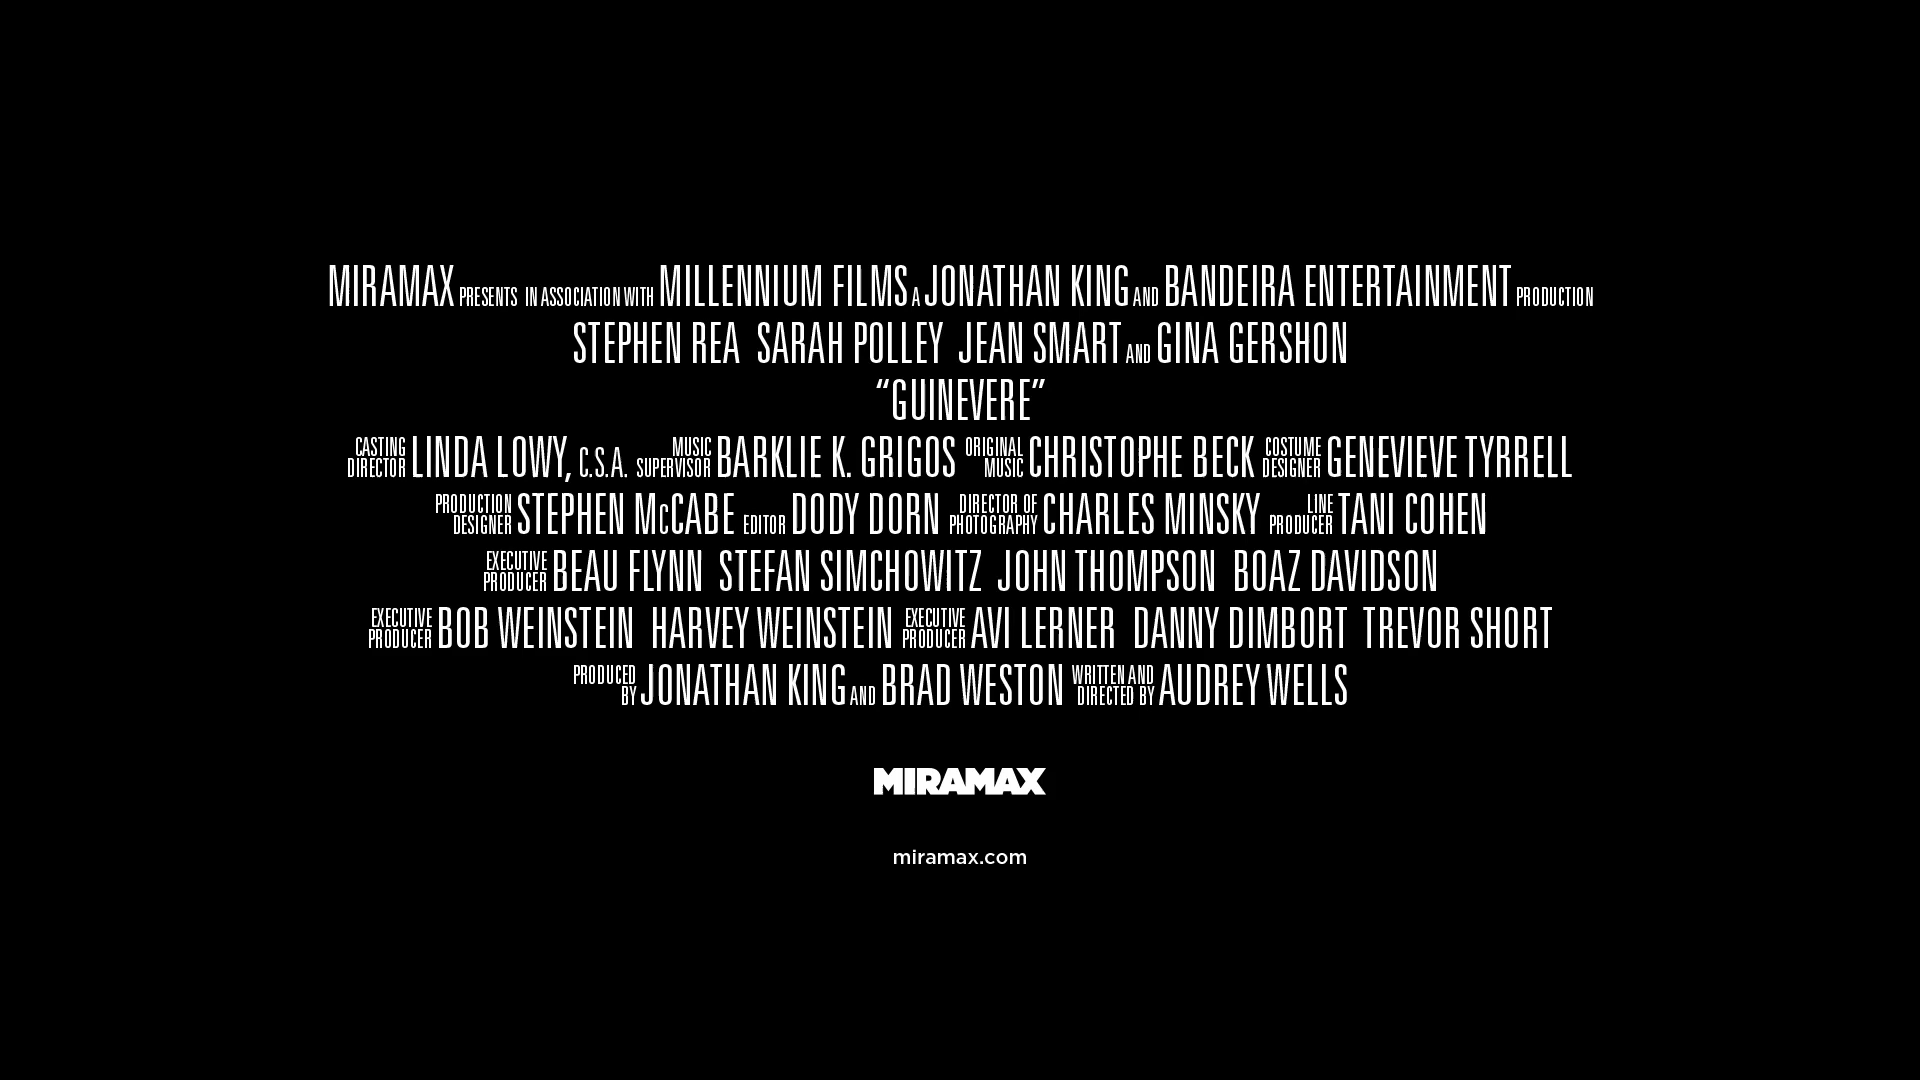 MIRAMAX PRESENTS IN ASSOCIATION WITH MILLENNIUM FILMS A JONATHAN KING AND BANDEIRA ENTERTAINMENT PRODUCTION
STEPHEN REA SARAH POLLEY JEAN SMART AND GINA GERSHON
“GUINEVERE”
CASTING DIRECTOR LINDA LOWY, C.S.A. MUSIC SUPERVISOR BARKLIE K. GRIGOS ORIGINAL MUSIC CHRISTOPHE BECK COSTUME DESIGNER GENEVIEVE TYRRELL
PRODUCTION DESIGNER STEPHEN McCABE EDITOR DODY DORN DIRECTOR OF PHOTOGRAPHY CHARLES MINSKY LINE PRODUCER TANI COHEN
EXECUTIVE PRODUCER BEAU FLYNN STEFAN SIMCHOWITZ JOHN THOMPSON BOAZ DAVIDSON
EXECUTIVE PRODUCER BOB WEINSTEIN HARVEY WEINSTEIN EXECUTIVE PRODUCER AVI LERNER DANNY DIMBORT TREVOR SHORT
PRODUCED BY JONATHAN KING AND BRAD WESTON WRITTEN AND DIRECTED BY AUDREY WELLS
MIRAMAX
miramax.com